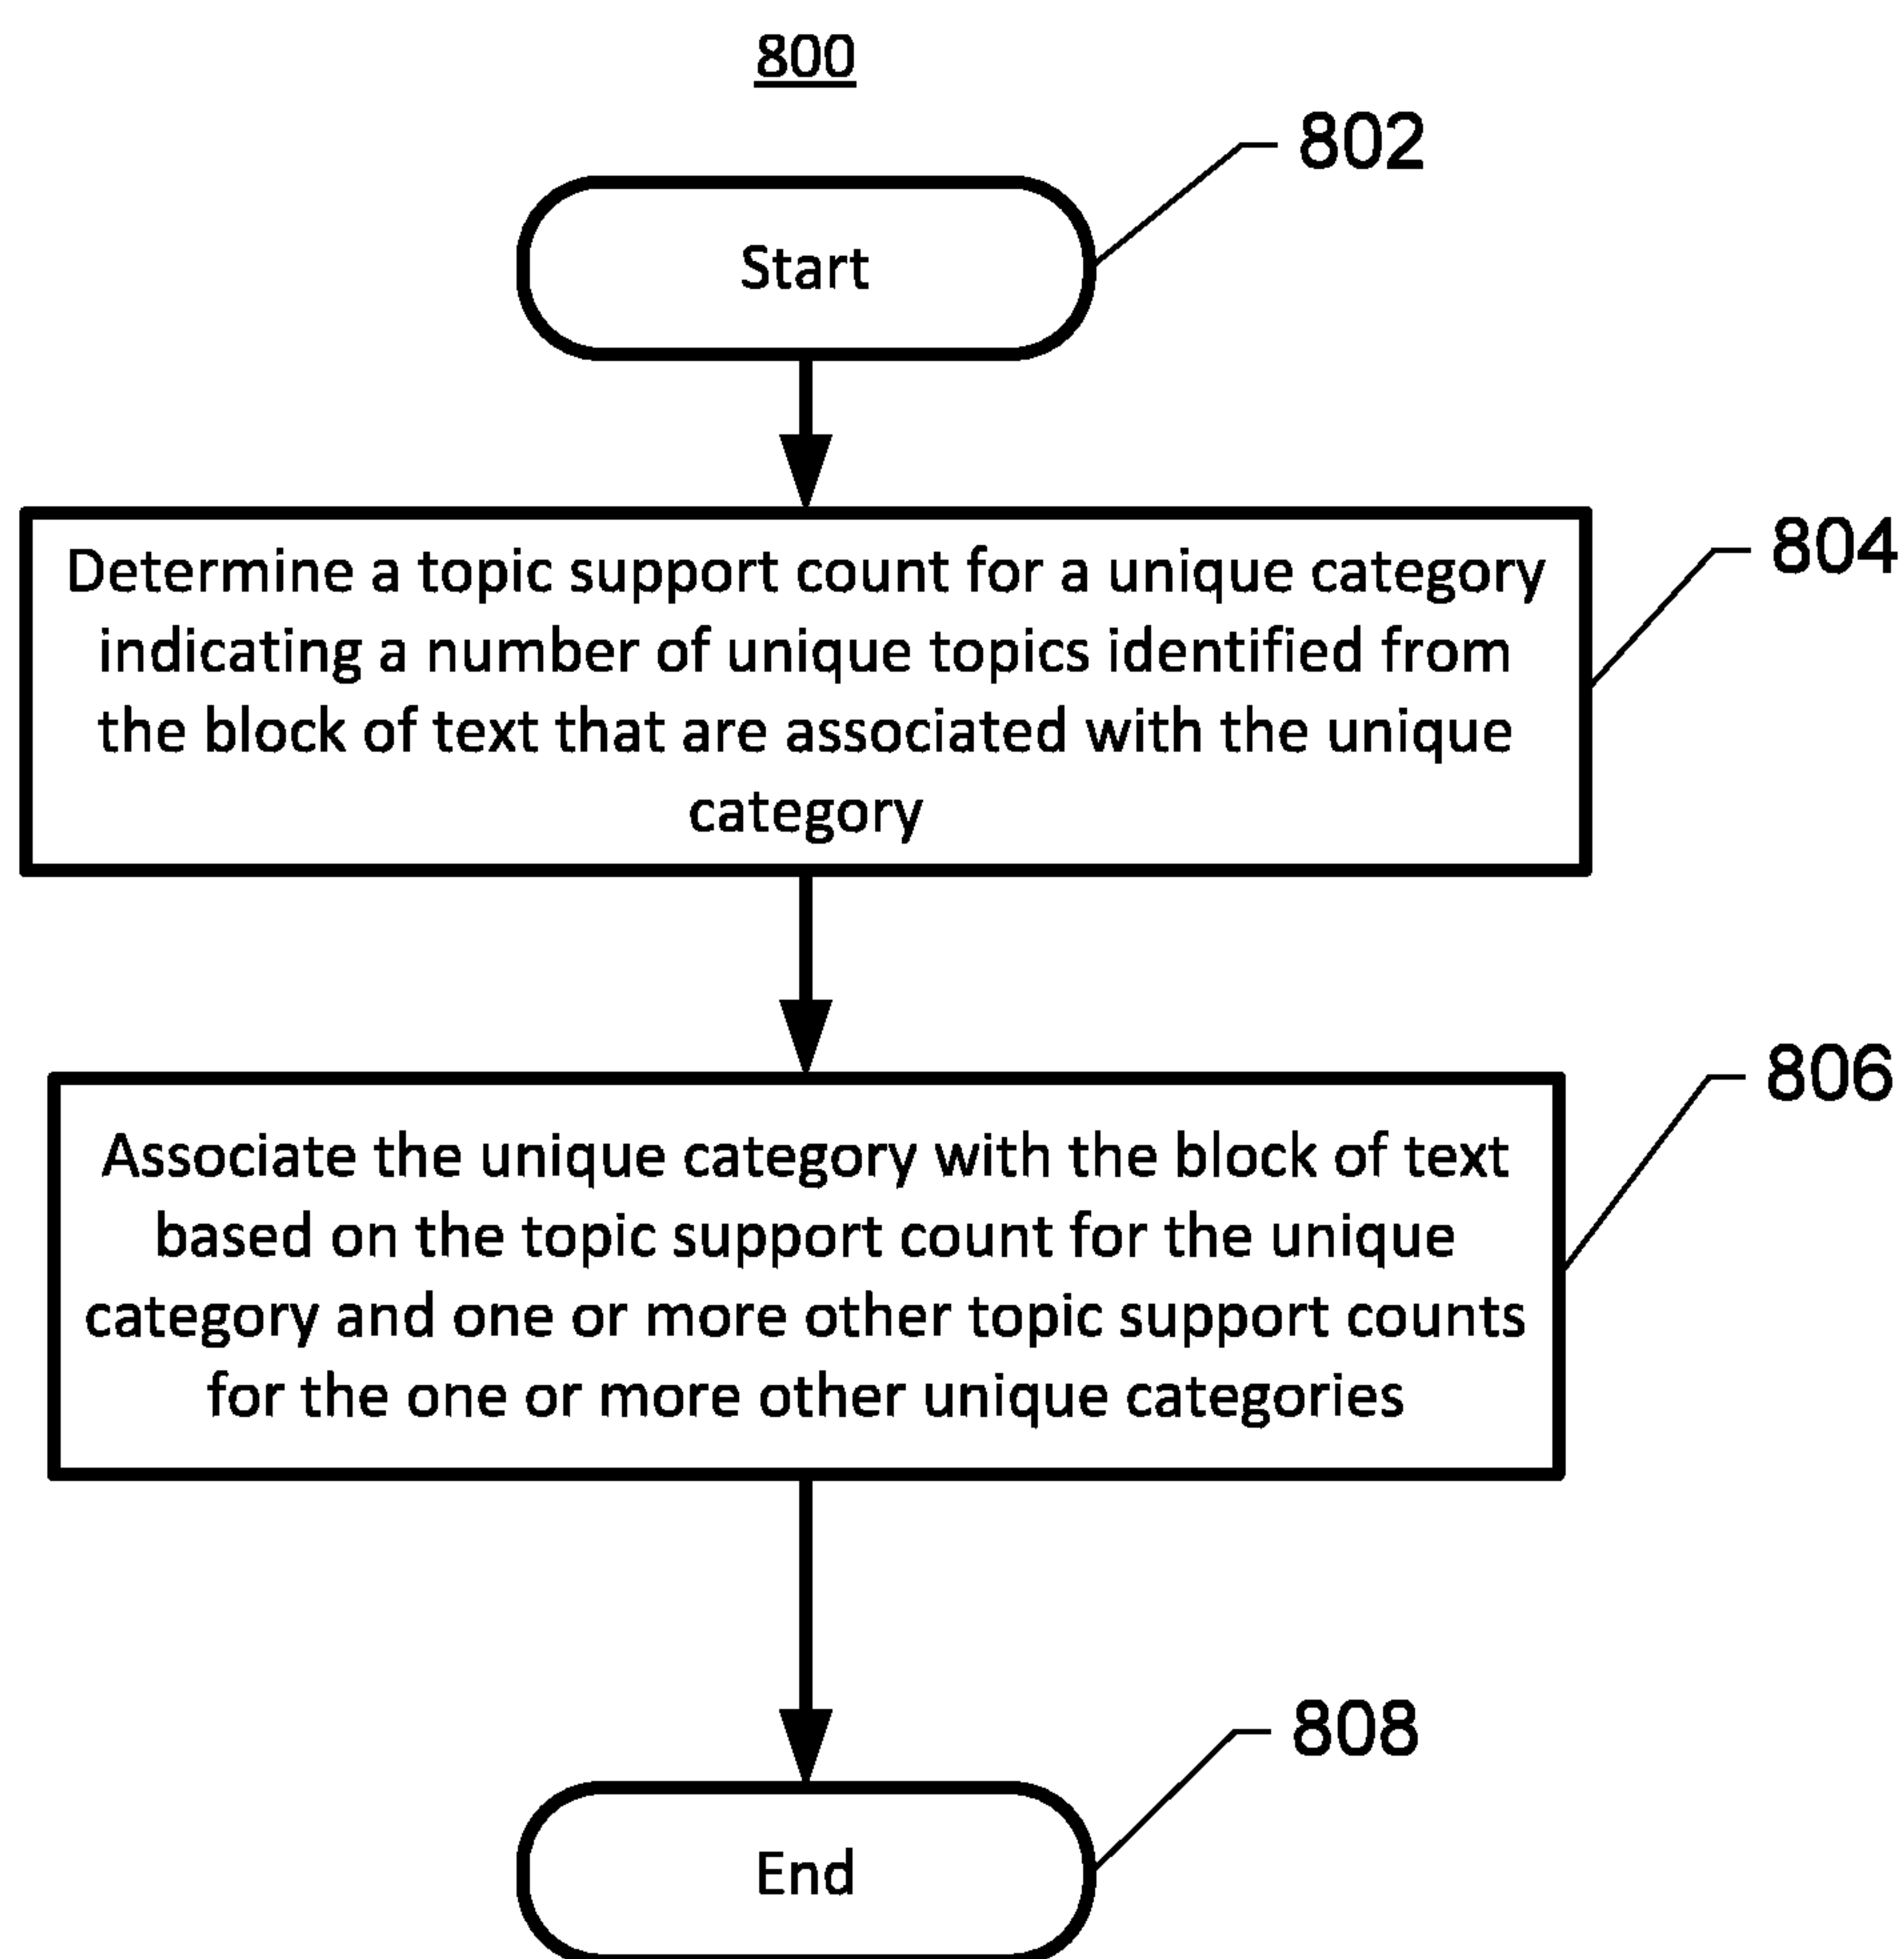 800
802
Start
804
Determine a topic support count for a unique category
indicating a number of unique topics identified from
the block of text that are associated with the unique
category
806
Associate the unique category with the block of text
based on the topic support count for the unique
category and one or more other topic support counts
for the one or more other unique categories
808
End